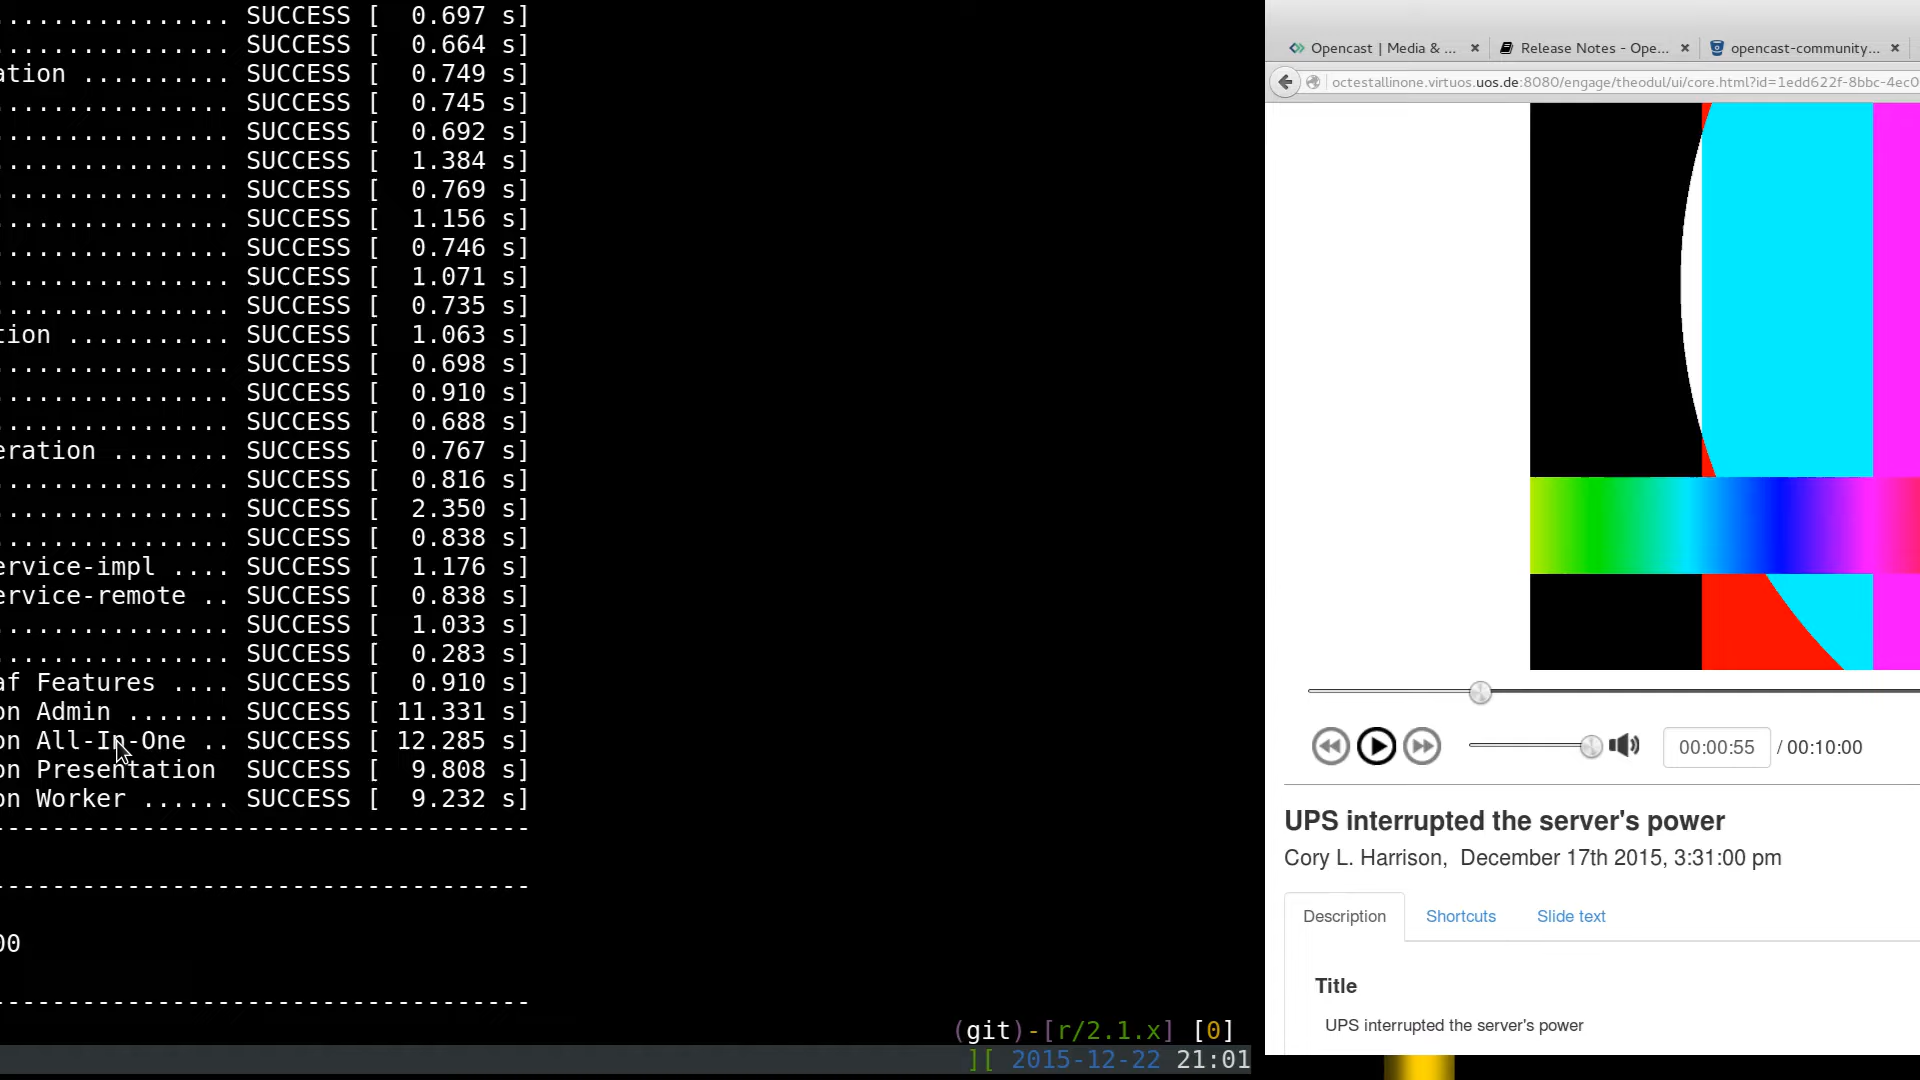 ................ SUCCESS [  0.697 s]
................ SUCCESS [  0.664 s]
ation .......... SUCCESS [  0.749 s]
................ SUCCESS [  0.745 s]
................ SUCCESS [  0.692 s]
................ SUCCESS [  1.384 s]
................ SUCCESS [  0.769 s]
................ SUCCESS [  1.156 s]
................ SUCCESS [  0.746 s]
................ SUCCESS [  1.071 s]
................ SUCCESS [  0.735 s]
tion ........... SUCCESS [  1.063 s]
................ SUCCESS [  0.698 s]
................ SUCCESS [  0.910 s]
................ SUCCESS [  0.688 s]
eration ........ SUCCESS [  0.767 s]
................ SUCCESS [  0.816 s]
................ SUCCESS [  2.350 s]
................ SUCCESS [  0.838 s]
ervice-impl .... SUCCESS [  1.176 s]
ervice-remote .. SUCCESS [  0.838 s]
................ SUCCESS [  1.033 s]
................ SUCCESS [  0.283 s]
af Features .... SUCCESS [  0.910 s]
on Admin ....... SUCCESS [ 11.331 s]
on All-In-One .. SUCCESS [ 12.285 s]
on Presentation  SUCCESS [  9.808 s]
on Worker ...... SUCCESS [  9.232 s]
------------------------------------
------------------------------------
00
------------------------------------
(git)-[r/2.1.x] [0]
][ 2015-12-22 21:01
Opencast | Media & ... Release Notes - Ope... opencast-community...
octestallinone.virtuos.uos.de:8080/engage/theodul/ui/core.html?id=1edd622f-8bbc-4ec0
00:00:55 / 00:10:00
UPS interrupted the server's power
Cory L. Harrison, December 17th 2015, 3:31:00 pm
Description Shortcuts Slide text
Title
UPS interrupted the server's power